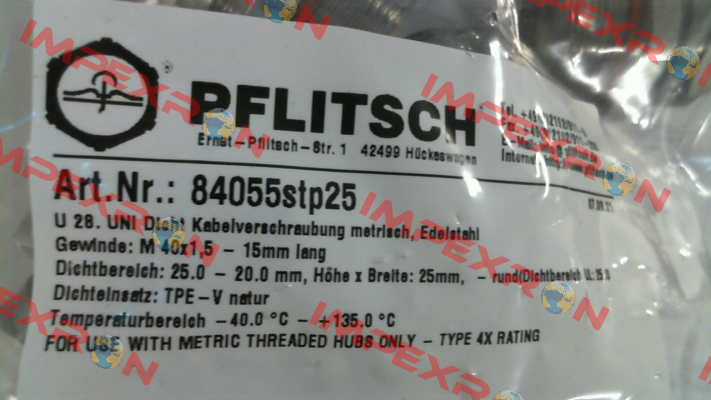 PFLITSCH
Ernst-Pflitsch-Str. 1 42499 Hückeswagen
Art.Nr.: 84055stp25
U 28. UNI Dicht Kabelverschraubung metrisch, Edelstahl
Gewinde: M 40x1,5 - 15mm lang
Dichtbereich: 25.0 - 20.0 mm, Höhe x Breite: 25mm, - rund(Dichtbereich UL:
Dichteinsatz: TPE-V natur
Temperaturbereich -40.0 °C - +135.0 °C
FOR USE WITH METRIC THREADED HUBS ONLY - TYPE 4X RATING
IMPEXRON